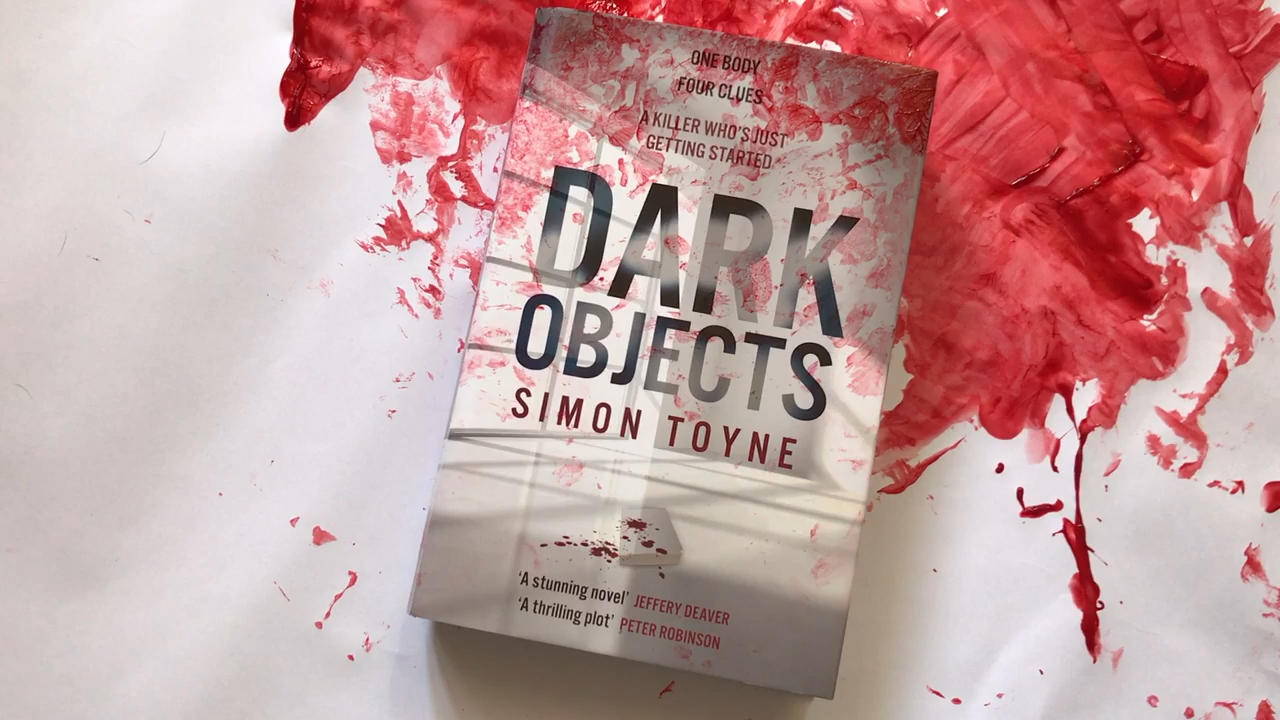 ONE BODY
FOUR CLUES
A KILLER WHO'S JUST
GETTING STARTED
DARK
OBJECTS
SIMON TOYNE
'A stunning novel' JEFFERY DEAVER
'A thrilling plot' PETER ROBINSON